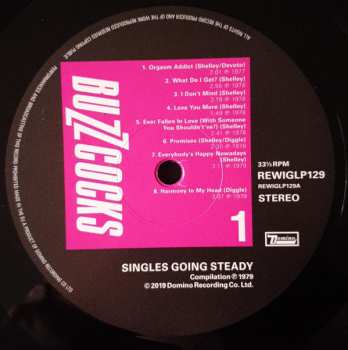 BUZZCOCKS
1. Orgasm Addict (Shelley/Devoto)
2:01 ℗ 1977
2. What Do I Get? (Shelley)
2:55 ℗ 1978
3. I Don't Mind (Shelley)
2:18 ℗ 1978
4. Love You More (Shelley)
1:49 ℗ 1978
5. Ever Fallen In Love (With Someone
You Shouldn't've?) (Shelley)
2:41 ℗ 1978
6. Promises (Shelley/Diggle)
2:35 ℗ 1978
7. Everybody's Happy Nowadays
(Shelley)
3:11 ℗ 1979
8. Harmony In My Head (Diggle)
3:07 ℗ 1979
1
33⅓ RPM
REWIGLP129
REWIGLP129A
STEREO
Domino
SINGLES GOING STEADY
Compilation ℗ 1979
© 2019 Domino Recording Co. Ltd.